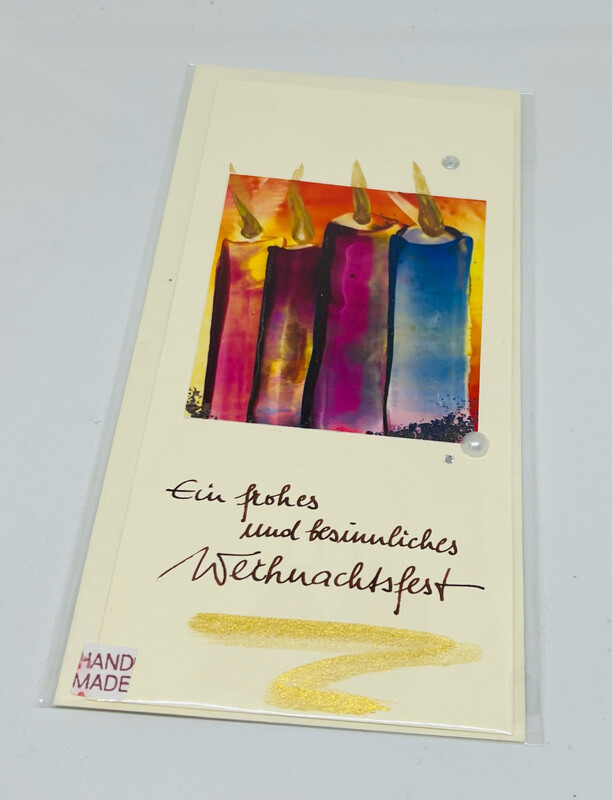 Ein frohes
und besinnliches
Weihnachtsfest
HAND
MADE